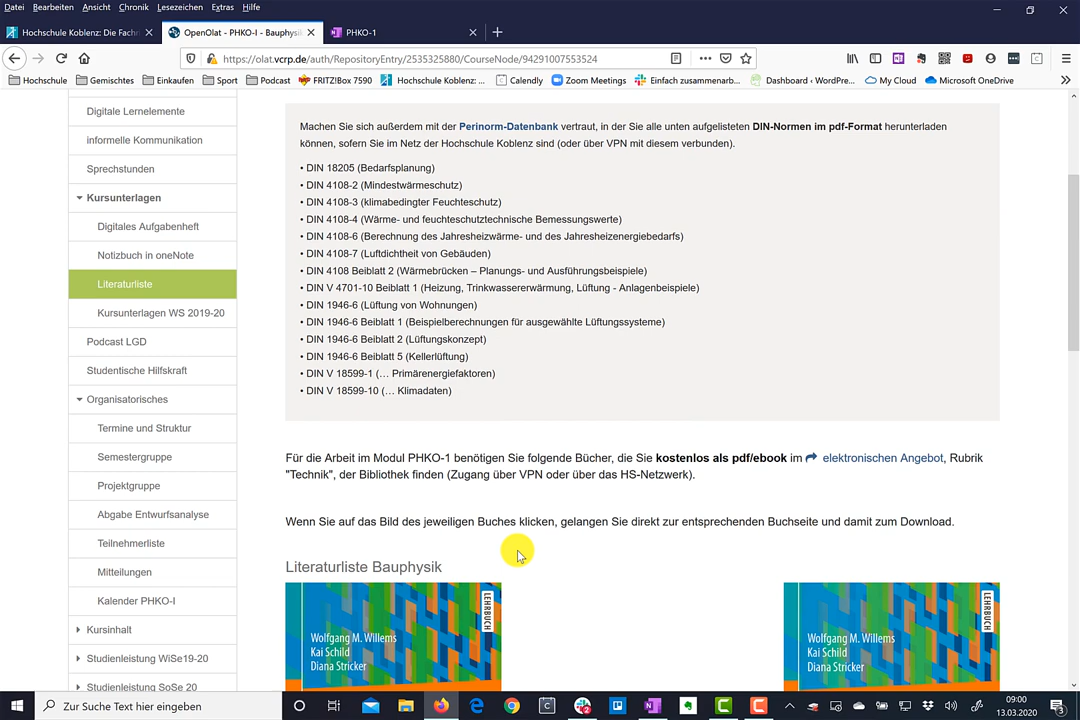 Datei Bearbeiten Ansicht Chronik Lesezeichen Extras Hilfe
Hochschule Koblenz: Die Fachr
OpenOlat - PHKO-I - Bauphysik
PHKO-1
https://olat.vcrp.de/auth/RepositoryEntry/2535325880/CourseNode/94291007553524
Hochschule Gemischtes Einkaufen Sport Podcast FRITZ!Box 7590 Hochschule Koblenz: ... Calendly Zoom Meetings Einfach zusammenarb... Dashboard ‹ WordPre... My Cloud Microsoft OneDrive
Digitale Lernelemente
informelle Kommunikation
Sprechstunden
Kursunterlagen
Digitales Aufgabenheft
Notizbuch in oneNote
Literaturliste
Kursunterlagen WS 2019-20
Podcast LGD
Studentische Hilfskraft
Organisatorisches
Termine und Struktur
Semestergruppe
Projektgruppe
Abgabe Entwurfsanalyse
Teilnehmerliste
Mitteilungen
Kalender PHKO-I
Kursinhalt
Studienleistung WiSe19-20
Studienleistung SoSe 20
Machen Sie sich außerdem mit der Perinorm-Datenbank vertraut, in der Sie alle unten aufgelisteten DIN-Normen im pdf-Format herunterladen
können, sofern Sie im Netz der Hochschule Koblenz sind (oder über VPN mit diesem verbunden).
• DIN 18205 (Bedarfsplanung)
• DIN 4108-2 (Mindestwärmeschutz)
• DIN 4108-3 (klimabedingter Feuchteschutz)
• DIN 4108-4 (Wärme- und feuchteschutztechnische Bemessungswerte)
• DIN 4108-6 (Berechnung des Jahresheizwärme- und des Jahresheizenergiebedarfs)
• DIN 4108-7 (Luftdichtheit von Gebäuden)
• DIN 4108 Beiblatt 2 (Wärmebrücken – Planungs- und Ausführungsbeispiele)
• DIN V 4701-10 Beiblatt 1 (Heizung, Trinkwassererwärmung, Lüftung - Anlagenbeispiele)
• DIN 1946-6 (Lüftung von Wohnungen)
• DIN 1946-6 Beiblatt 1 (Beispielberechnungen für ausgewählte Lüftungssysteme)
• DIN 1946-6 Beiblatt 2 (Lüftungskonzept)
• DIN 1946-6 Beiblatt 5 (Kellerlüftung)
• DIN V 18599-1 (… Primärenergiefaktoren)
• DIN V 18599-10 (… Klimadaten)
Für die Arbeit im Modul PHKO-1 benötigen Sie folgende Bücher, die Sie kostenlos als pdf/ebook im elektronischen Angebot, Rubrik
"Technik", der Bibliothek finden (Zugang über VPN oder über das HS-Netzwerk).
Wenn Sie auf das Bild des jeweiligen Buches klicken, gelangen Sie direkt zur entsprechenden Buchseite und damit zum Download.
Literaturliste Bauphysik
LEHRBUCH
Wolfgang M. Willems
Kai Schild
Diana Stricker
LEHRBUCH
Wolfgang M. Willems
Kai Schild
Diana Stricker
Zur Suche Text hier eingeben
09:00
13.03.2020